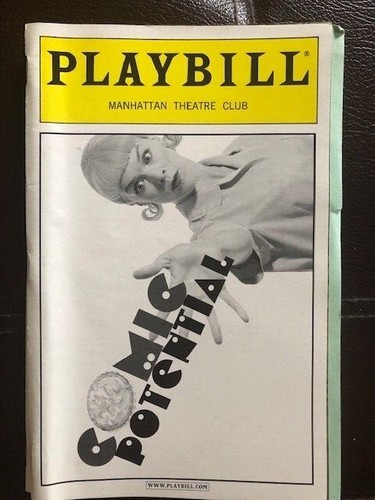 PLAYBILL®
MANHATTAN THEATRE CLUB
COMIC
POTENTIAL
WWW.PLAYBILL.COM